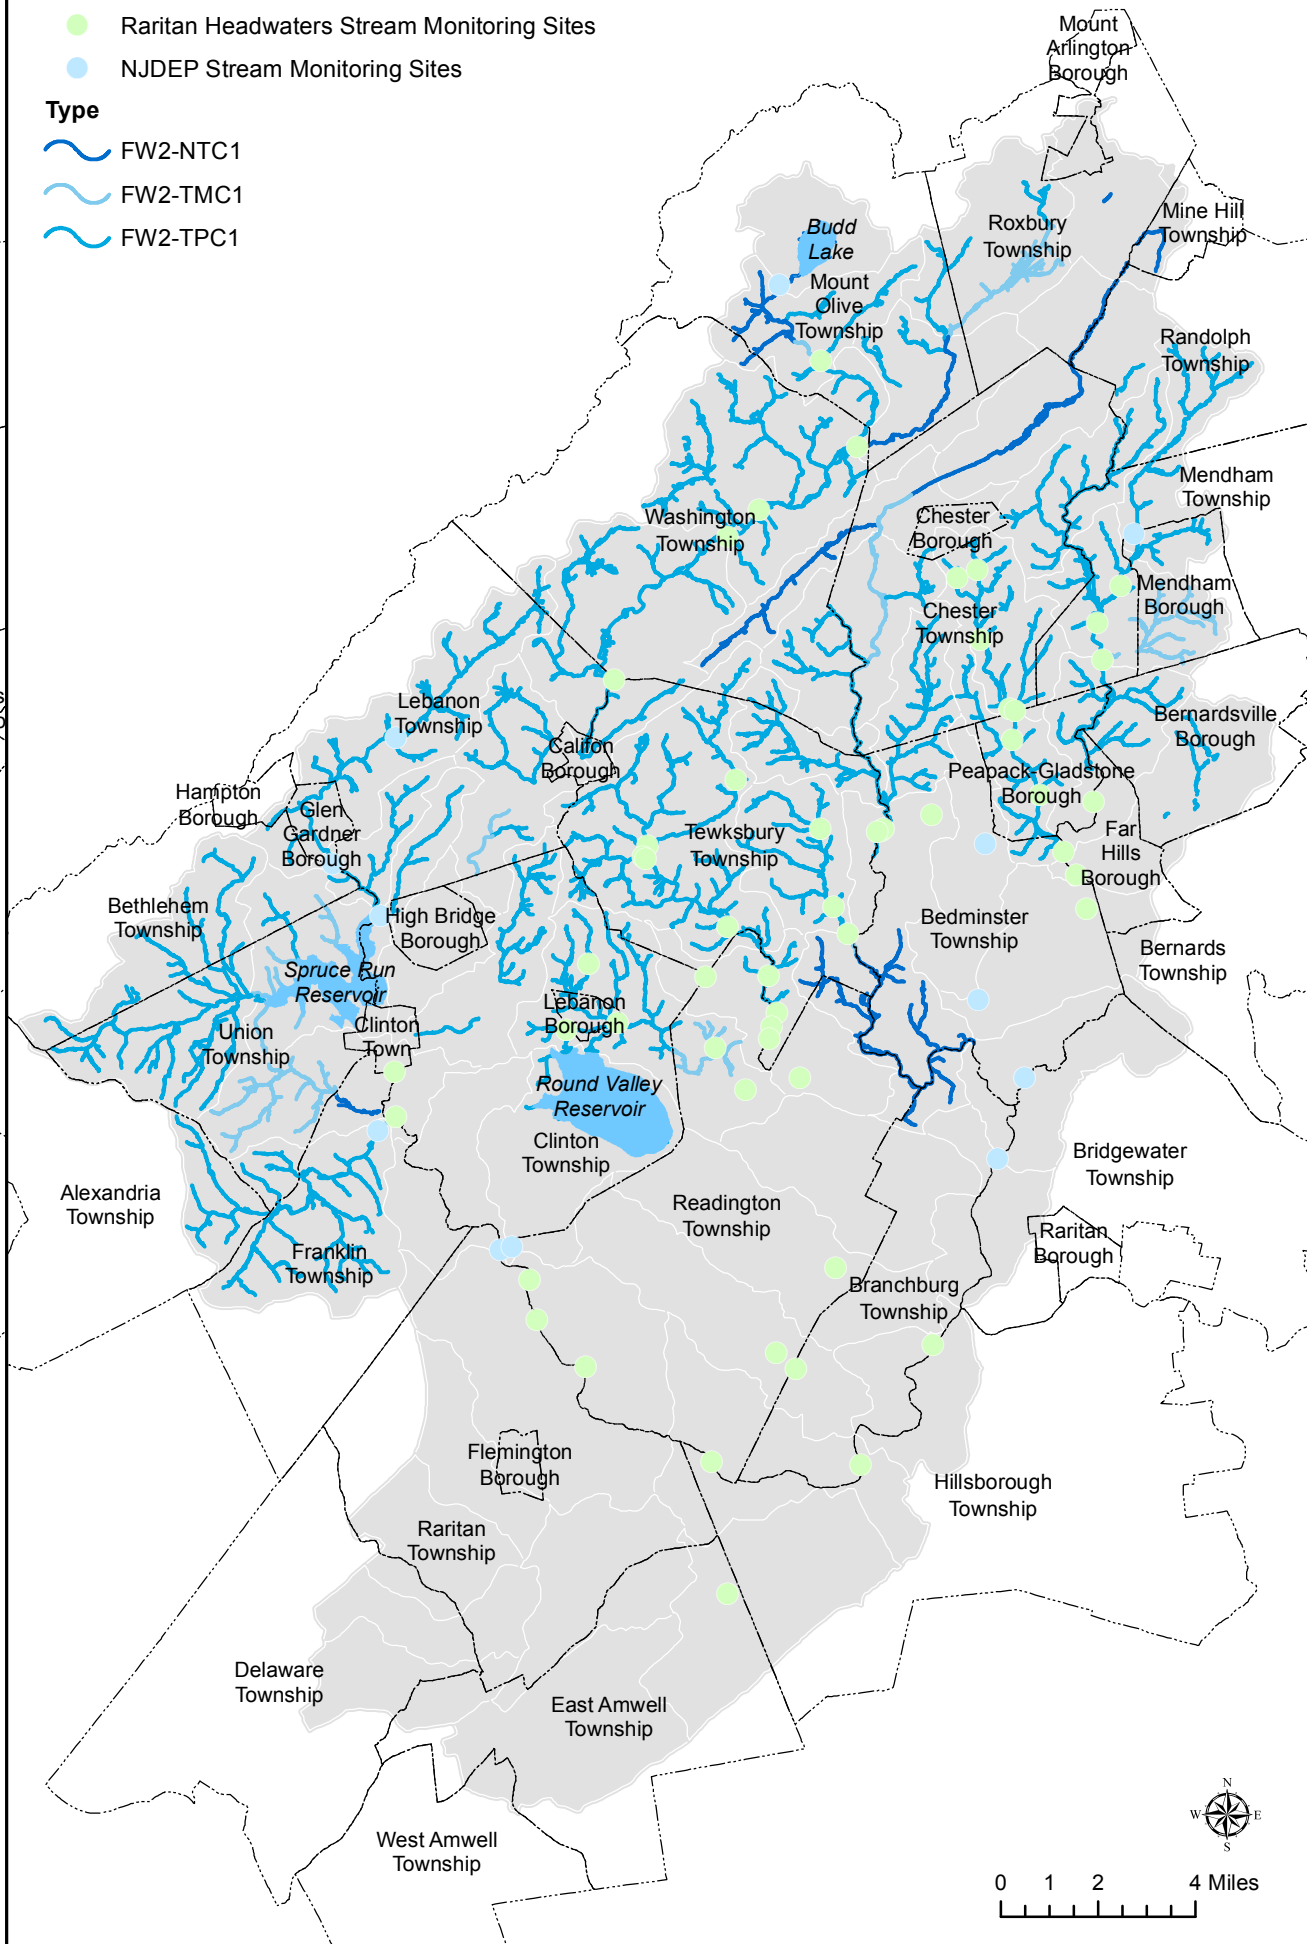 Raritan Headwaters Stream Monitoring Sites
NJDEP Stream Monitoring Sites
Type
FW2-NTC1
FW2-TMC1
FW2-TPC1
Mount
Arlington
Borough
Roxbury
Township
Mine Hill
Township
Budd
Lake
Mount
Olive
Township
Randolph
Township
Mendham
Township
Washington
Township
Chester
Borough
Mendham
Borough
Chester
Township
Lebanon
Township
Bernardsville
Borough
Califon
Borough
Peapack-Gladstone
Borough
Hampton
Borough
Glen
Gardner
Borough
Tewksbury
Township
Far
Hills
Borough
Bethlehem
Township
High Bridge
Borough
Bedminster
Township
Bernards
Township
Spruce Run
Reservoir
Lebanon
Borough
Union
Township
Clinton
Town
Round Valley
Reservoir
Clinton
Township
Bridgewater
Township
Alexandria
Township
Readington
Township
Raritan
Borough
Franklin
Township
Branchburg
Township
Flemington
Borough
Hillsborough
Township
Raritan
Township
Delaware
Township
East Amwell
Township
West Amwell
Township
N
W E
S
0 1 2 4 Miles